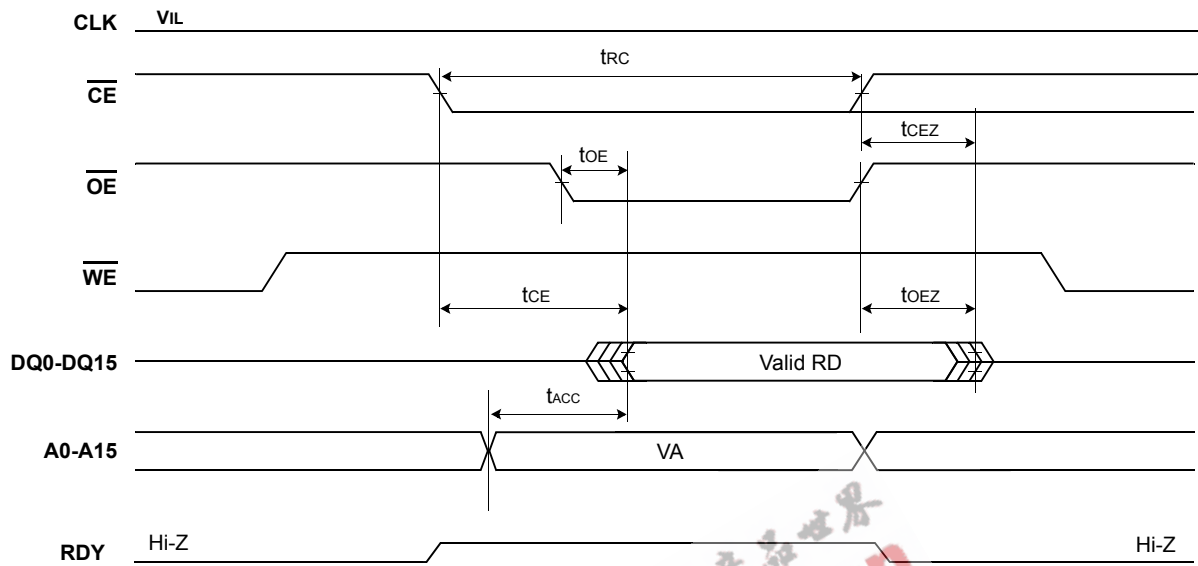 CLK VIL
tRC
CE
tCEZ
tOE
OE
WE
tCE
tOEZ
DQ0-DQ15 Valid RD
tACC
A0-A15 VA
RDY Hi-Z Hi-Z